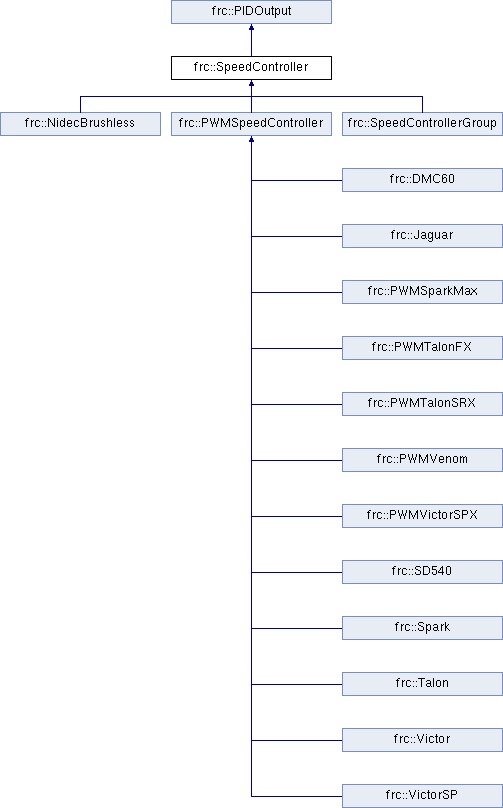 frc::PIDOutput
frc::SpeedController
frc::NidecBrushless frc::PWMSpeedController frc::SpeedControllerGroup
frc::DMC60
frc::Jaguar
frc::PWMSparkMax
frc::PWMTalonFX
frc::PWMTalonSRX
frc::PWMVenom
frc::PWMVictorSPX
frc::SD540
frc::Spark
frc::Talon
frc::Victor
frc::VictorSP